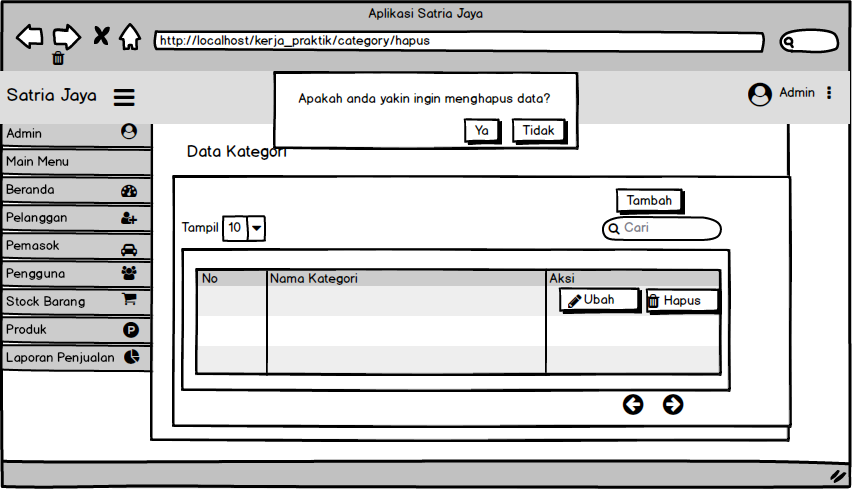 Aplikasi Satria Jaya
http://localhost/kerja_praktik/category/hapus
Satria Jaya
Apakah anda yakin ingin menghapus data?
Ya Tidak
Admin
Admin
Main Menu
Beranda
Pelanggan
Pemasok
Pengguna
Stock Barang
Produk P
Laporan Penjualan
Data Kategori
Tambah
Tampil 10
Cari
No Nama Kategori Aksi
Ubah Hapus